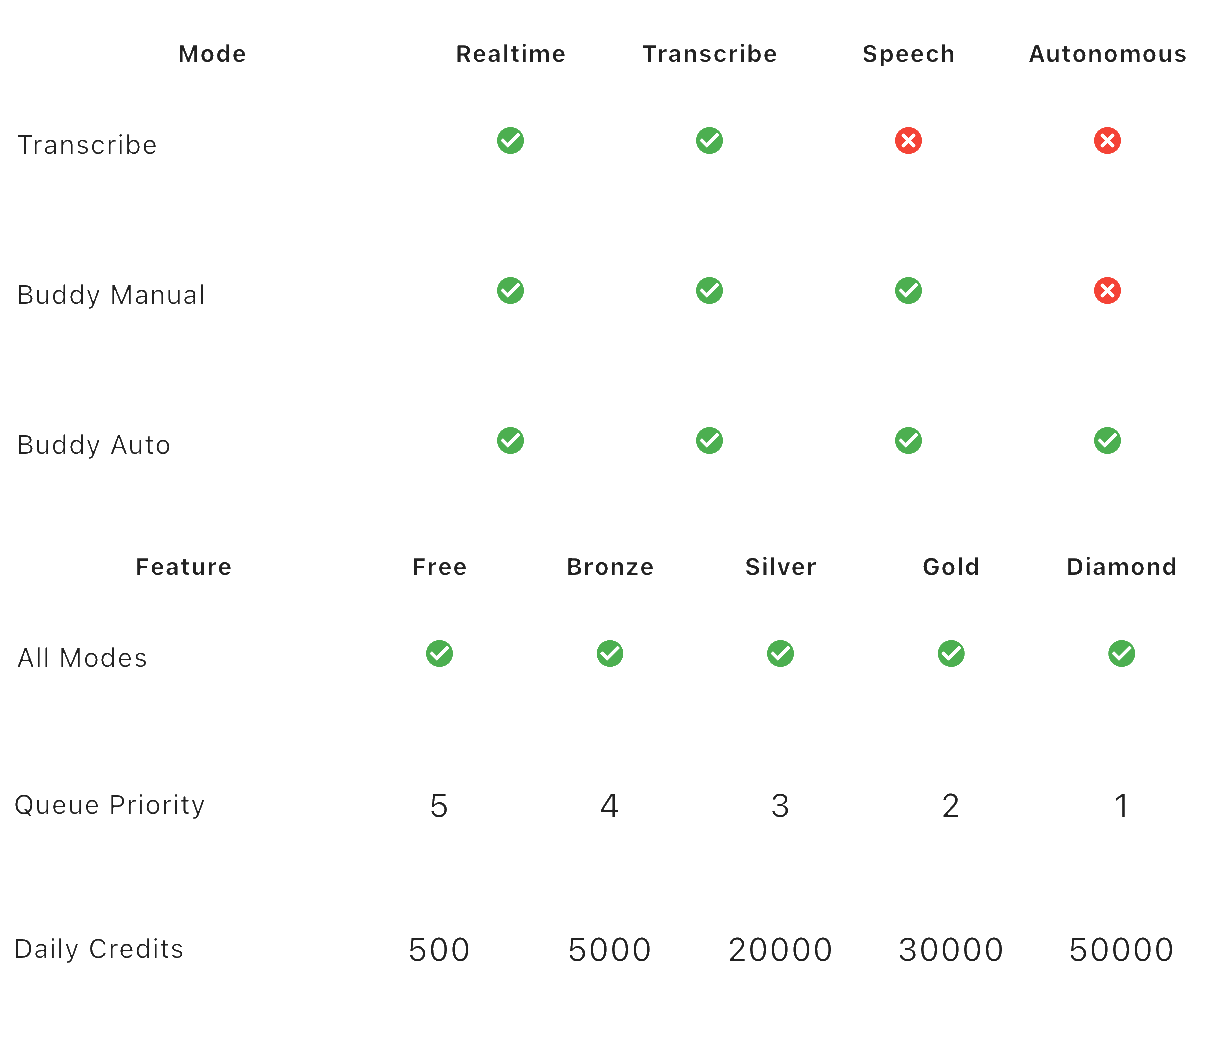 Mode Realtime Transcribe Speech Autonomous
Transcribe
Buddy Manual
Buddy Auto
Feature Free Bronze Silver Gold Diamond
All Modes
Queue Priority 5 4 3 2 1
Daily Credits 500 5000 20000 30000 50000